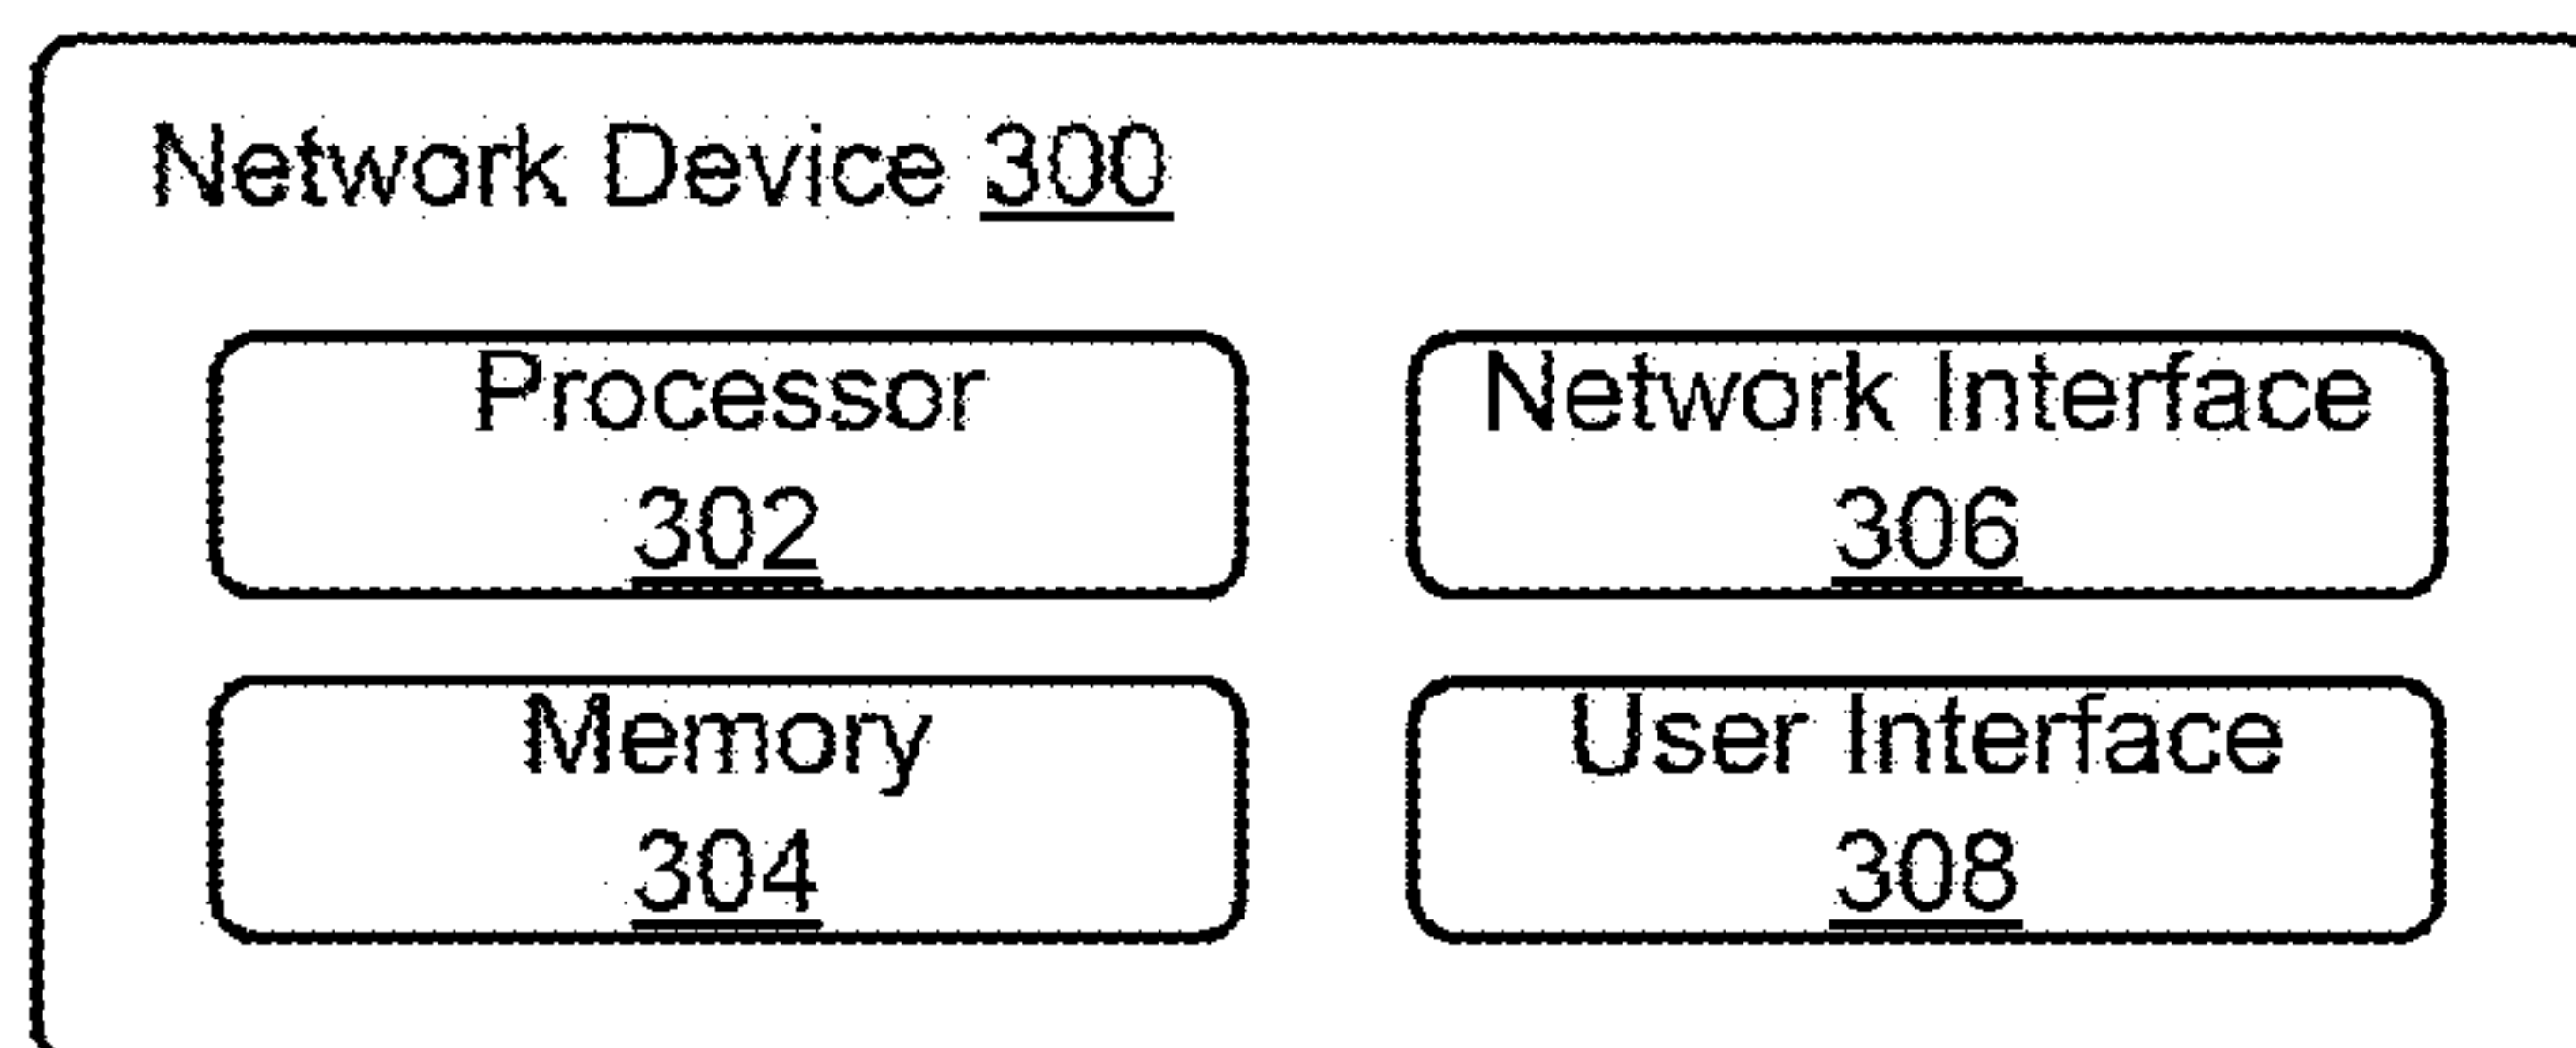 Network Device 300
Processor
302
Network Interface
306
Memory
304
User Interface
308